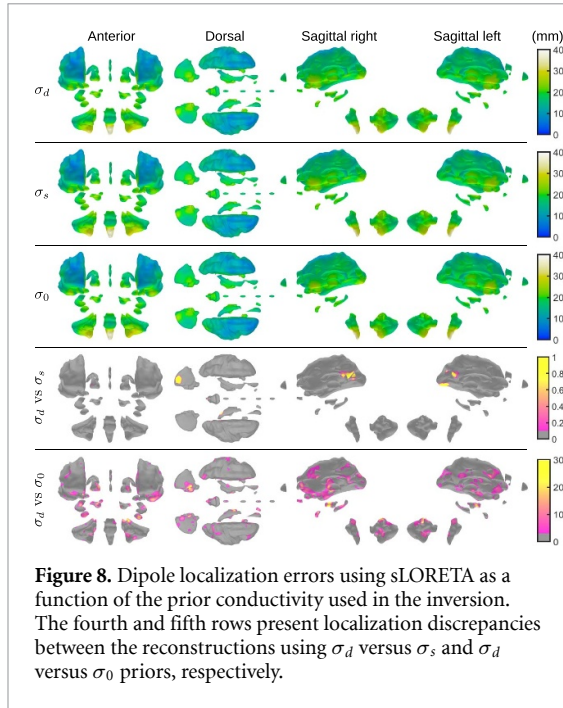 Anterior Dorsal Sagittal right Sagittal left (mm)
σd
40
30
20
10
0
σs
40
30
20
10
0
σ0
40
30
20
10
0
σd vs σs
1
0.8
0.6
0.4
0.2
0
σd vs σ0
30
20
10
0
Figure 8. Dipole localization errors using sLORETA as a
function of the prior conductivity used in the inversion.
The fourth and fifth rows present localization discrepancies
between the reconstructions using σd versus σs and σd
versus σ0 priors, respectively.